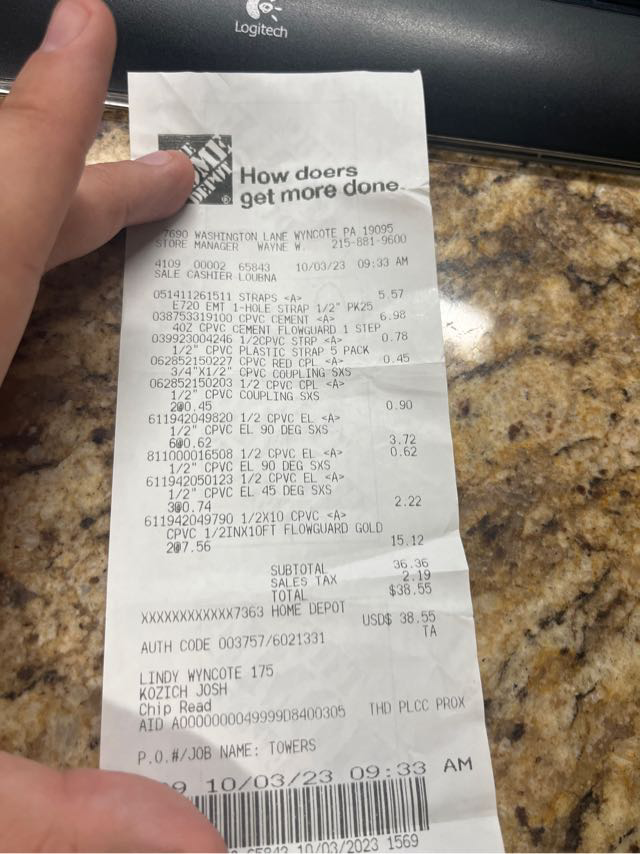 Logitech
HOME
DEPOT
How doers
get more done
7690 WASHINGTON LANE WYNCOTE PA 19095
STORE MANAGER WAYNE W. 215-881-9600
4109 00002 65843 10/03/23 09:33 AM
SALE CASHIER LOUBNA
051411261511 STRAPS <A> 5.57
E720 EMT 1-HOLE STRAP 1/2" PK25
038753319100 CPVC CEMENT <A> 6.98
4OZ CPVC CEMENT FLOWGUARD 1 STEP
039923004246 1/2CPVC STRP <A> 0.78
1/2" CPVC PLASTIC STRAP 5 PACK
062852150227 CPVC RED CPL <A> 0.45
3/4"X1/2" CPVC COUPLING SXS
062852150203 1/2 CPVC CPL <A>
1/2" CPVC COUPLING SXS
2@0.45 0.90
611942049820 1/2 CPVC EL <A>
1/2" CPVC EL 90 DEG SXS
6@0.62 3.72
811000016508 1/2 CPVC EL <A> 0.62
1/2" CPVC EL 90 DEG SXS
611942050123 1/2 CPVC EL <A>
1/2" CPVC EL 45 DEG SXS
3@0.74 2.22
611942049790 1/2X10 CPVC <A>
CPVC 1/2INX10FT FLOWGUARD GOLD
2@7.56 15.12
SUBTOTAL 36.36
SALES TAX 2.19
TOTAL $38.55
XXXXXXXXXXXX7363 HOME DEPOT
USD$ 38.55
AUTH CODE 003757/6021331 TA
LINDY WYNCOTE 175
KOZICH JOSH
Chip Read
AID A0000000049999D8400305 THD PLCC PROX
P.O.#/JOB NAME: TOWERS
9 10/03/23 09:33 AM
65843 10/03/2023 1569